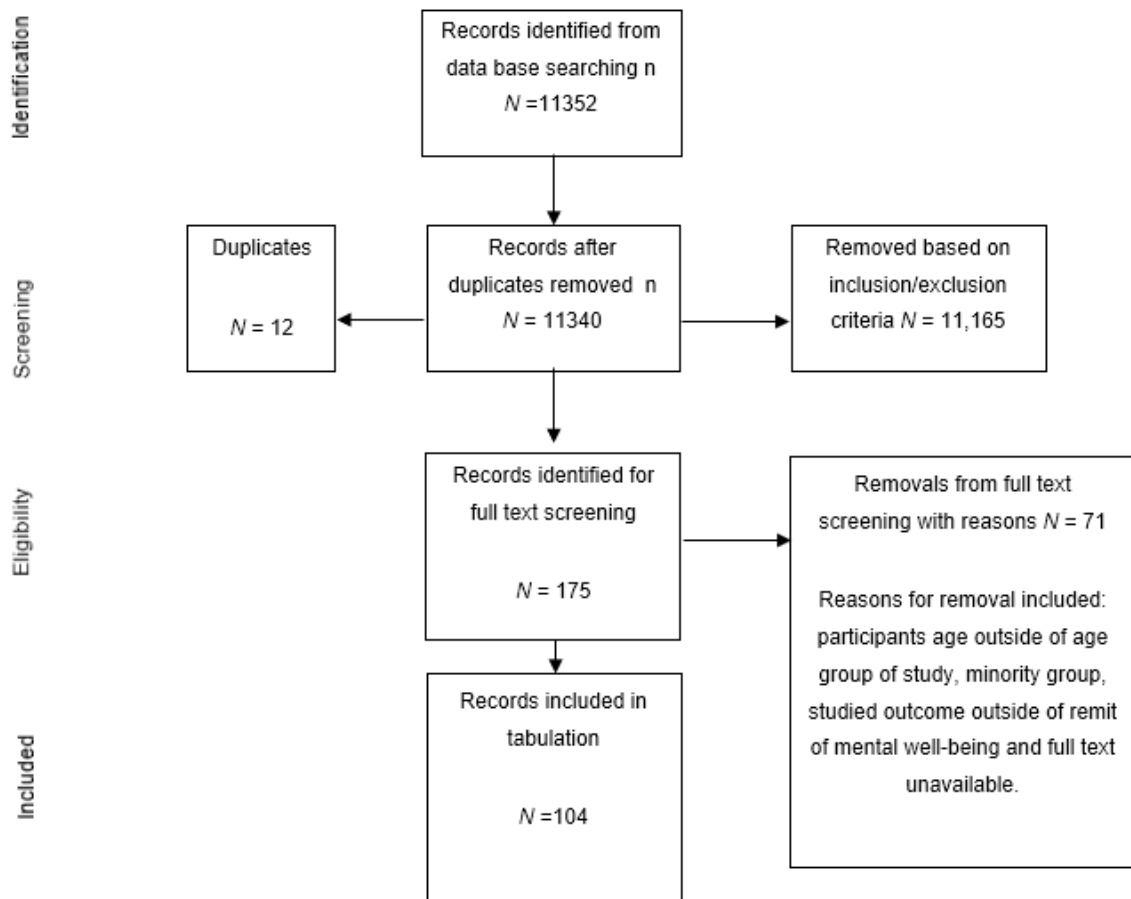 Identification
Records identified from
data base searching n
N =11352
Screening
Duplicates
N = 12
Records after
duplicates removed n
N = 11340
Removed based on
inclusion/exclusion
criteria N = 11,165
Eligibility
Records identified for
full text screening
N = 175
Removals from full text
screening with reasons N = 71
Reasons for removal included:
participants age outside of age
group of study, minority group,
studied outcome outside of remit
of mental well-being and full text
unavailable.
Included
Records included in
tabulation
N =104